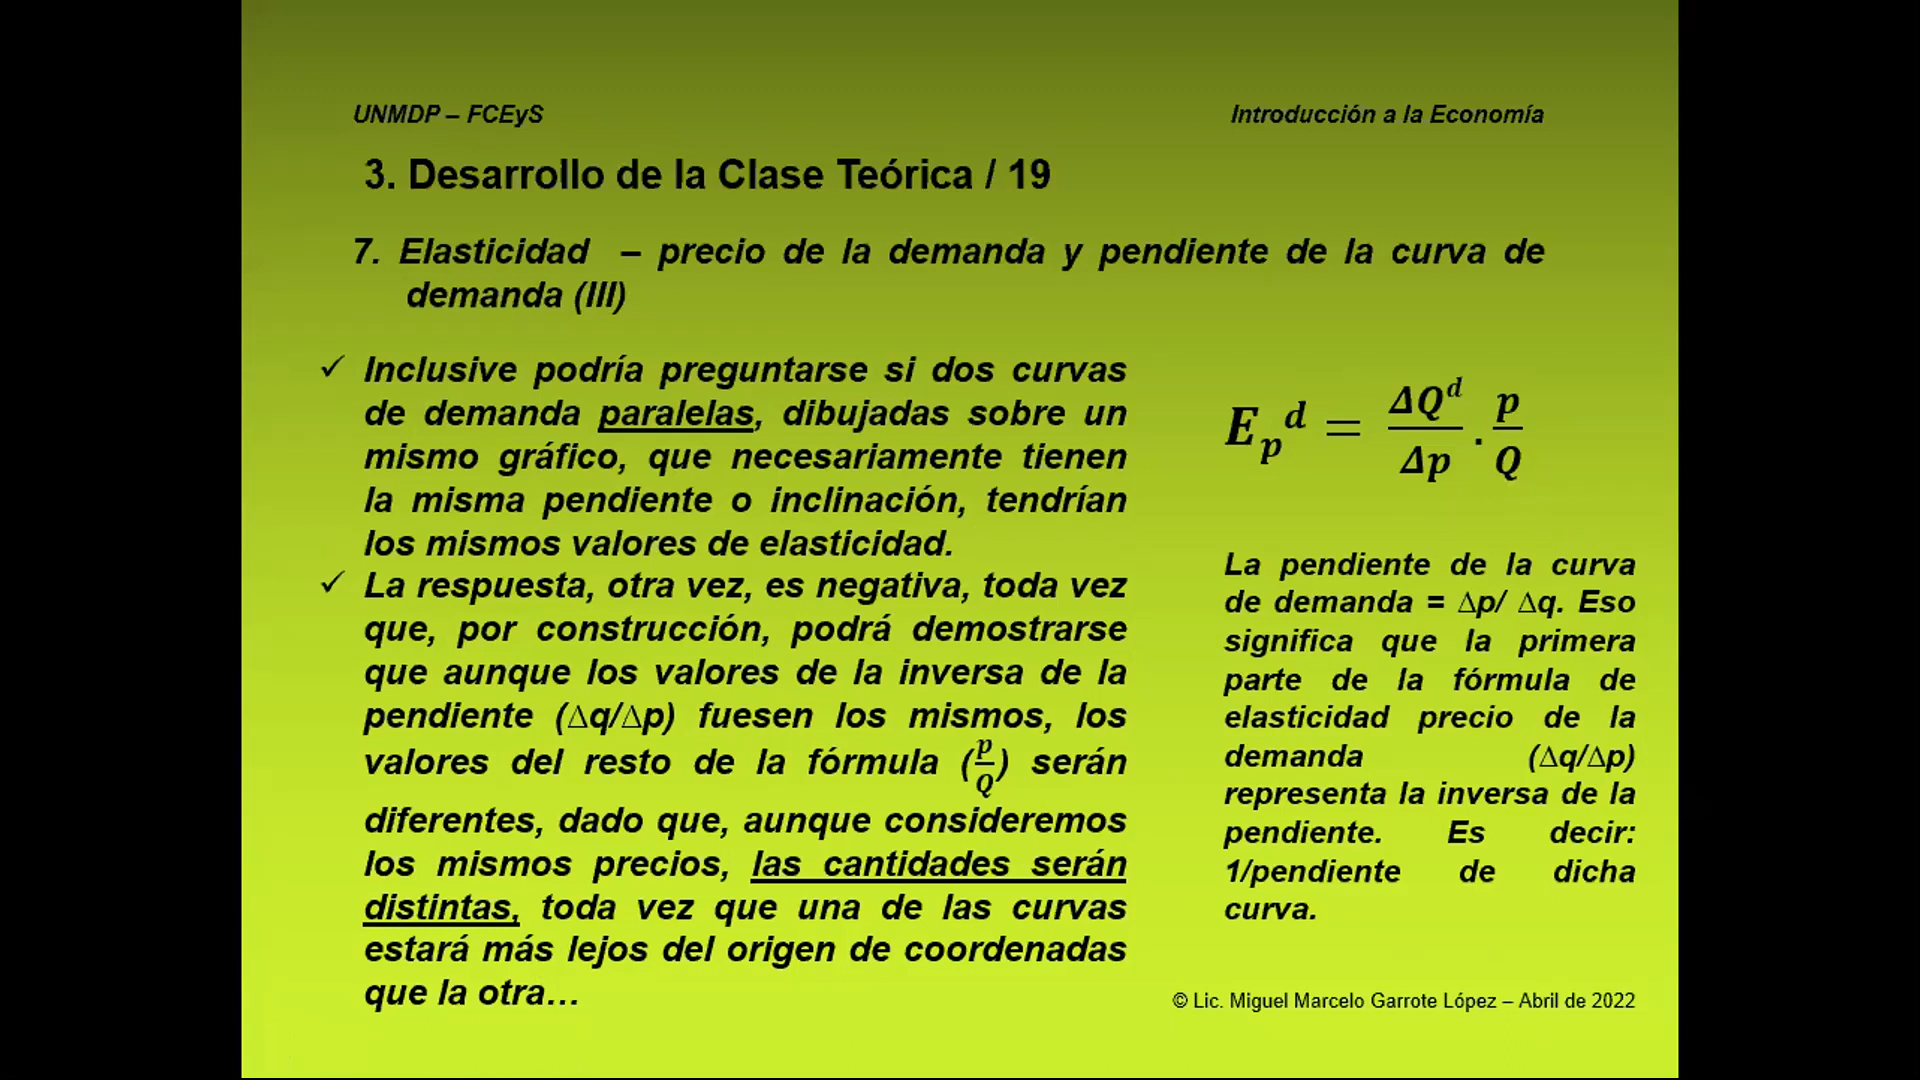 UNMDP – FCEyS
Introducción a la Economía
3. Desarrollo de la Clase Teórica / 19
7. Elasticidad – precio de la demanda y pendiente de la curva de
demanda (III)
✓ Inclusive podría preguntarse si dos curvas
de demanda paralelas, dibujadas sobre un
mismo gráfico, que necesariamente tienen
la misma pendiente o inclinación, tendrían
los mismos valores de elasticidad.
✓ La respuesta, otra vez, es negativa, toda vez
que, por construcción, podrá demostrarse
que aunque los valores de la inversa de la
pendiente (∆q/∆p) fuesen los mismos, los
valores del resto de la fórmula (p/Q) serán
diferentes, dado que, aunque consideremos
los mismos precios, las cantidades serán
distintas, toda vez que una de las curvas
estará más lejos del origen de coordenadas
que la otra…
Eₚᵈ = ΔQᵈ/Δp . p/Q
La pendiente de la curva
de demanda = ∆p/ ∆q. Eso
significa que la primera
parte de la fórmula de
elasticidad precio de la
demanda (∆q/∆p)
representa la inversa de la
pendiente. Es decir:
1/pendiente de dicha
curva.
© Lic. Miguel Marcelo Garrote López – Abril de 2022